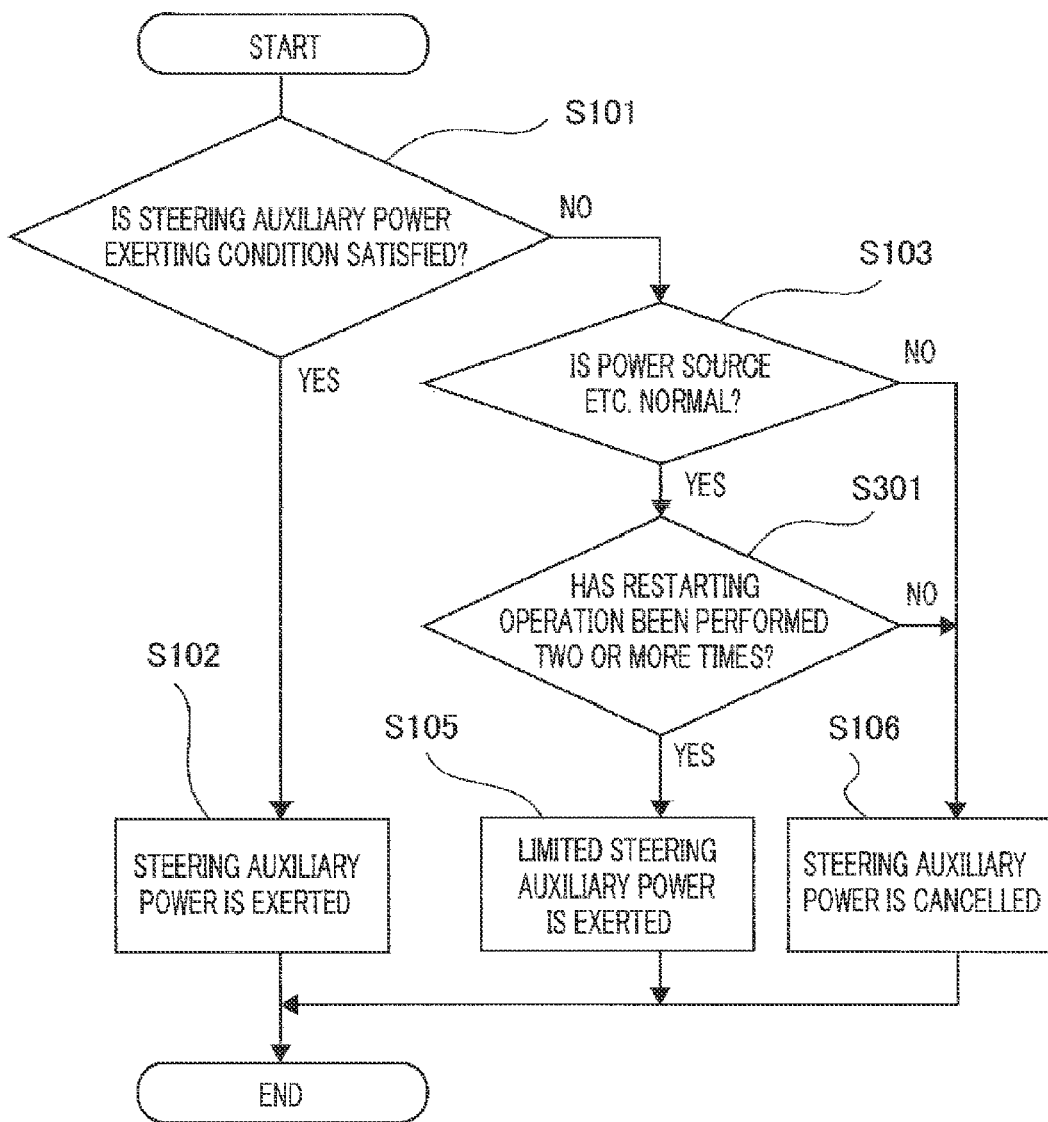 START
S101
IS STEERING AUXILIARY POWER
EXERTING CONDITION SATISFIED?
NO
YES
S103
IS POWER SOURCE
ETC. NORMAL?
NO
YES
S301
HAS RESTARTING
OPERATION BEEN PERFORMED
TWO OR MORE TIMES?
NO
YES
S102
STEERING AUXILIARY
POWER IS EXERTED
S105
LIMITED STEERING
AUXILIARY POWER
IS EXERTED
S106
STEERING AUXILIARY
POWER IS CANCELLED
END